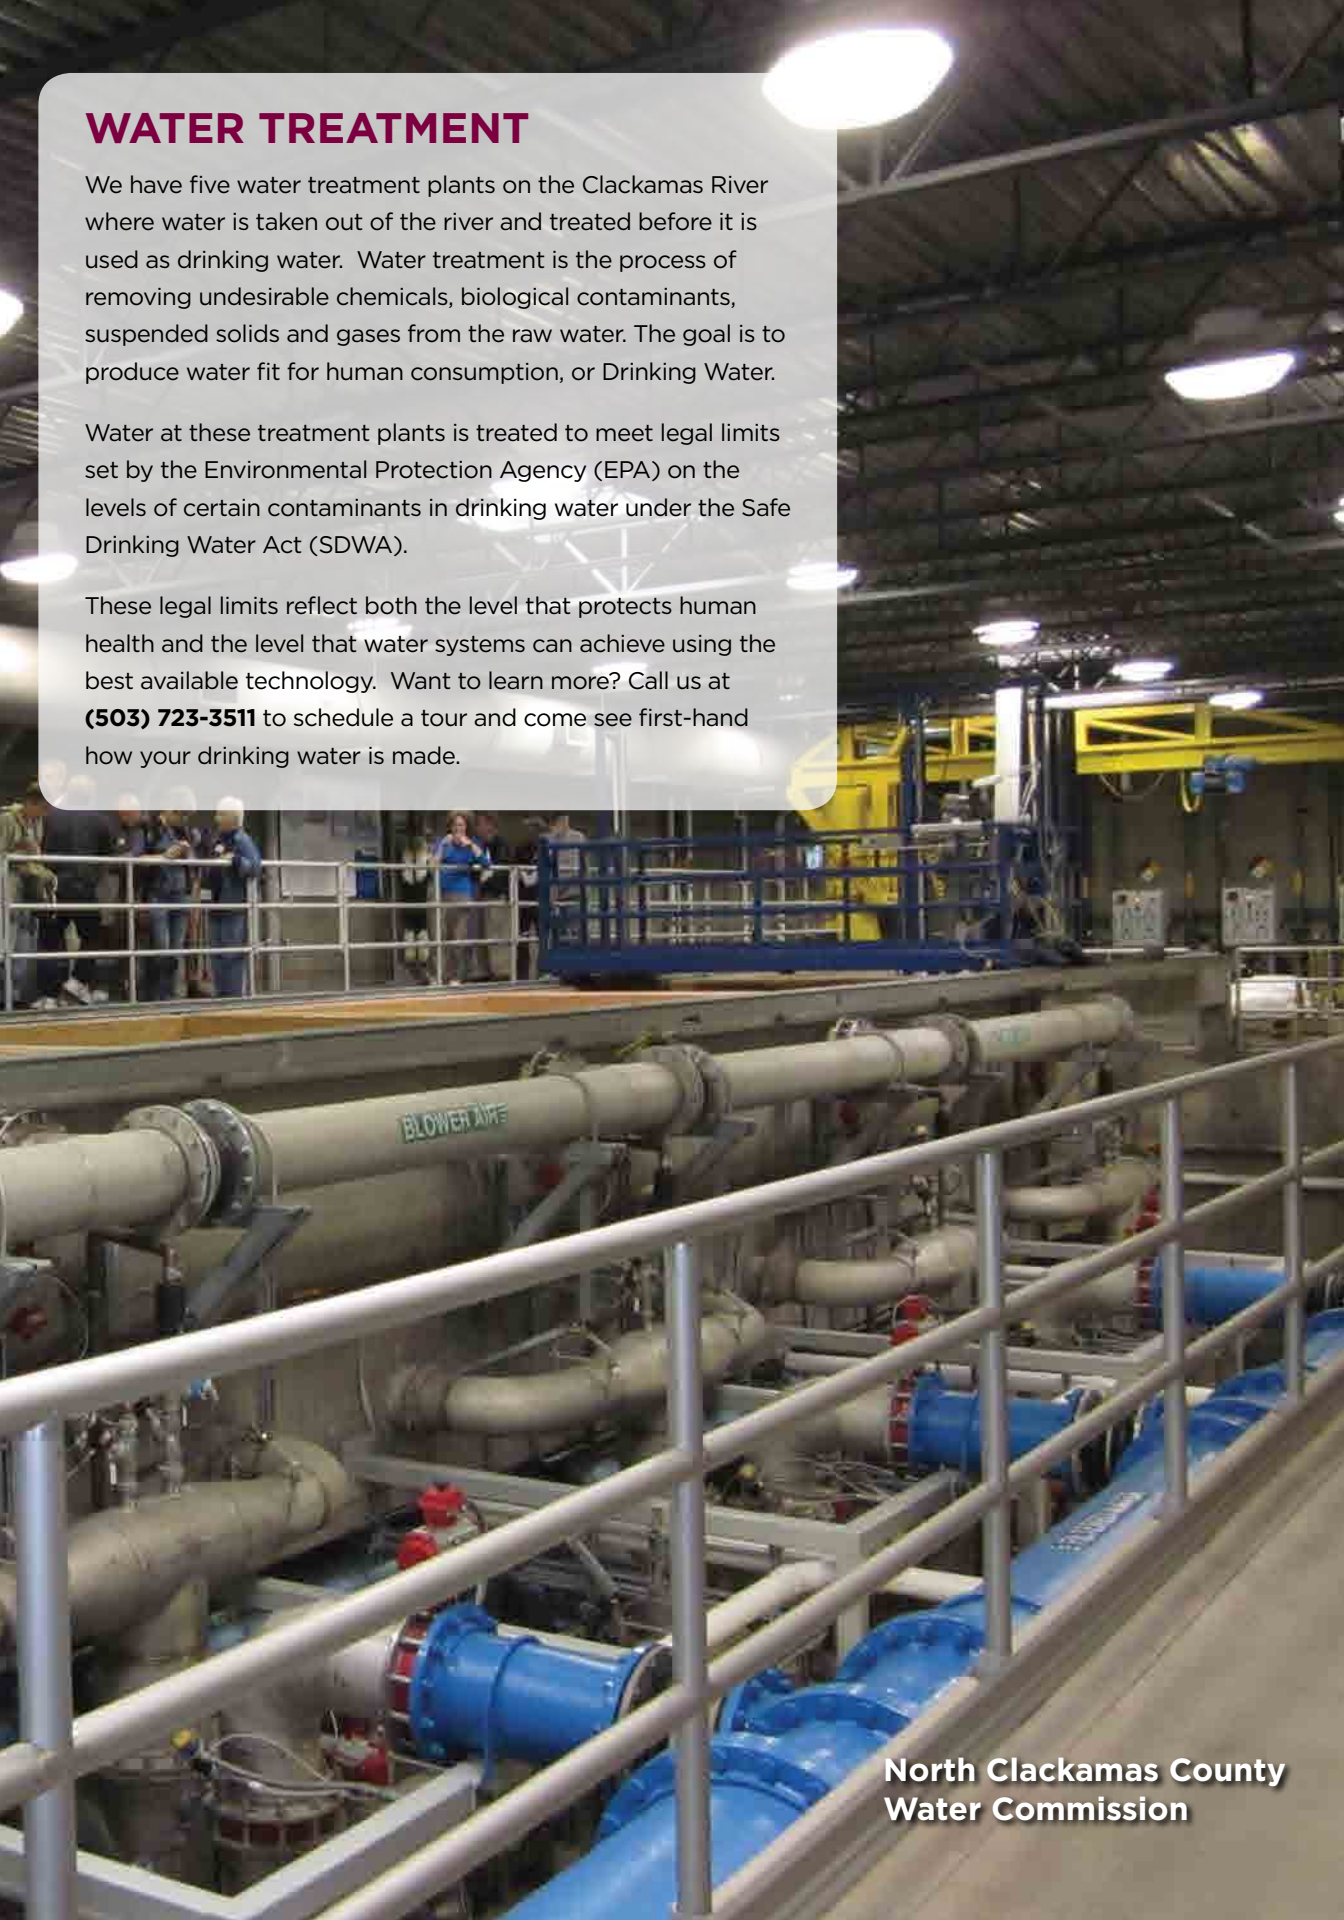 WATER TREATMENT
We have five water treatment plants on the Clackamas River
where water is taken out of the river and treated before it is
used as drinking water.  Water treatment is the process of
removing undesirable chemicals, biological contaminants,
suspended solids and gases from the raw water. The goal is to
produce water fit for human consumption, or Drinking Water.
Water at these treatment plants is treated to meet legal limits
set by the Environmental Protection Agency (EPA) on the
levels of certain contaminants in drinking water under the Safe
Drinking Water Act (SDWA).
These legal limits reflect both the level that protects human
health and the level that water systems can achieve using the
best available technology.  Want to learn more? Call us at
(503) 723-3511 to schedule a tour and come see first-hand
how your drinking water is made.
BLOWER AIR
North Clackamas County
Water Commission